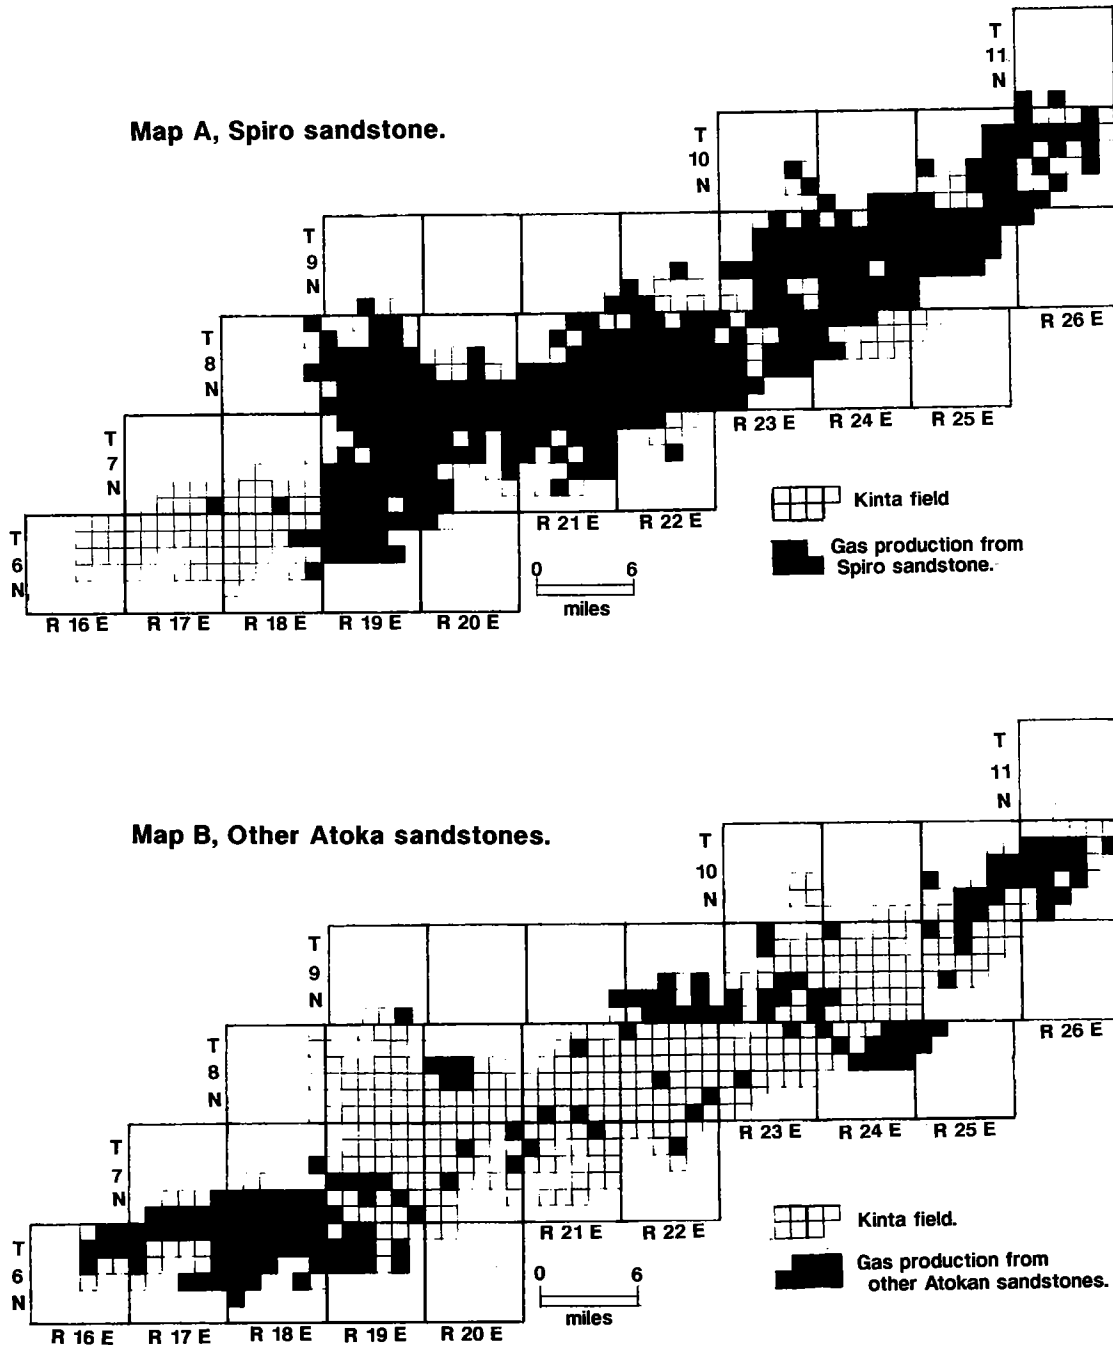 T
11
N
Map A, Spiro sandstone.
T
10
N
T
9
N
R 26 E
T
8
N
R 23 E
R 24 E
R 25 E
T
7
N
Kinta field
R 21 E
R 22 E
T
6
N
Gas production from
Spiro sandstone.
0
6
miles
R 16 E
R 17 E
R 18 E
R 19 E
R 20 E
T
11
N
Map B, Other Atoka sandstones.
T
10
N
T
9
N
R 26 E
T
8
N
R 23 E
R 24 E
R 25 E
T
7
N
Kinta field.
R 21 E
R 22 E
T
6
N
Gas production from
other Atokan sandstones.
0
6
miles
R 16 E
R 17 E
R 18 E
R 19 E
R 20 E